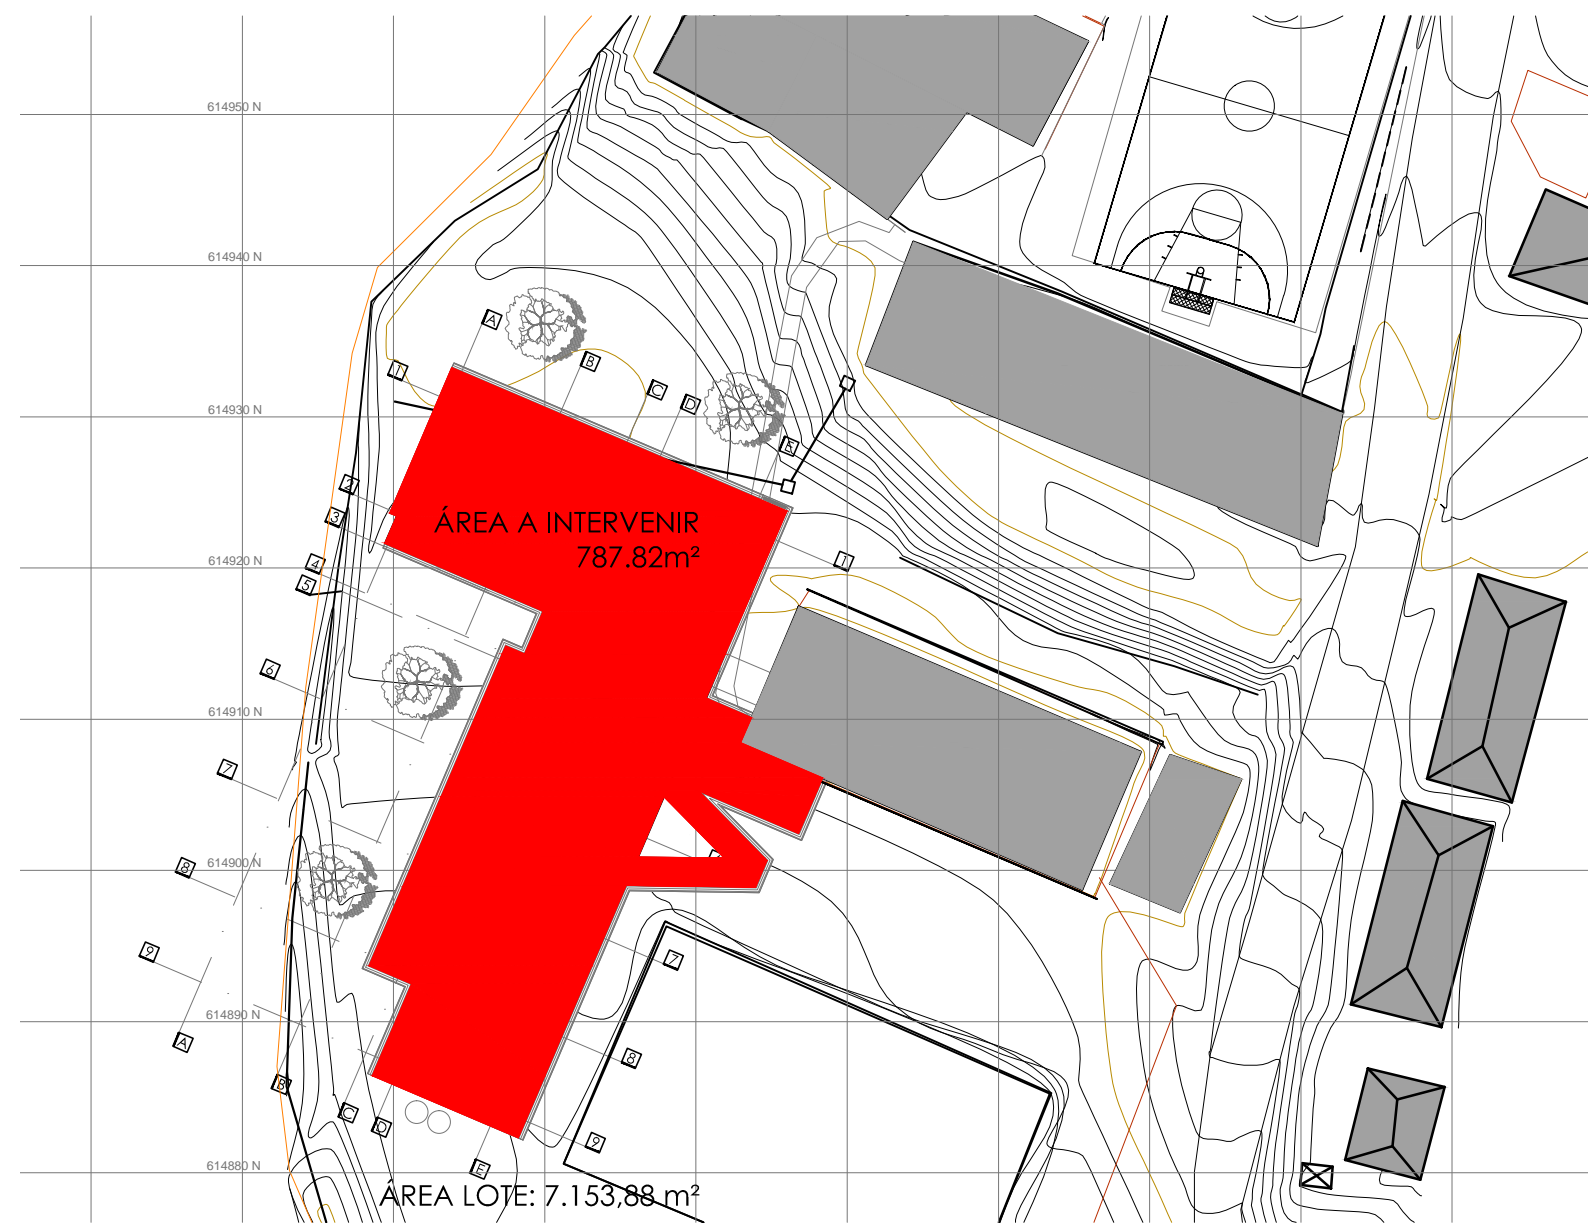 614950 N
614940 N
A
B
1
C
D
614930 N
E
2
3
ÁREA A INTERVENIR
787.82m²
1
4
614920 N
5
6
614910 N
7
614900 N
8
9
7
614890 N
A
8
B
C
D
9
E
614880 N
ÁREA LOTE: 7.153,88 m²